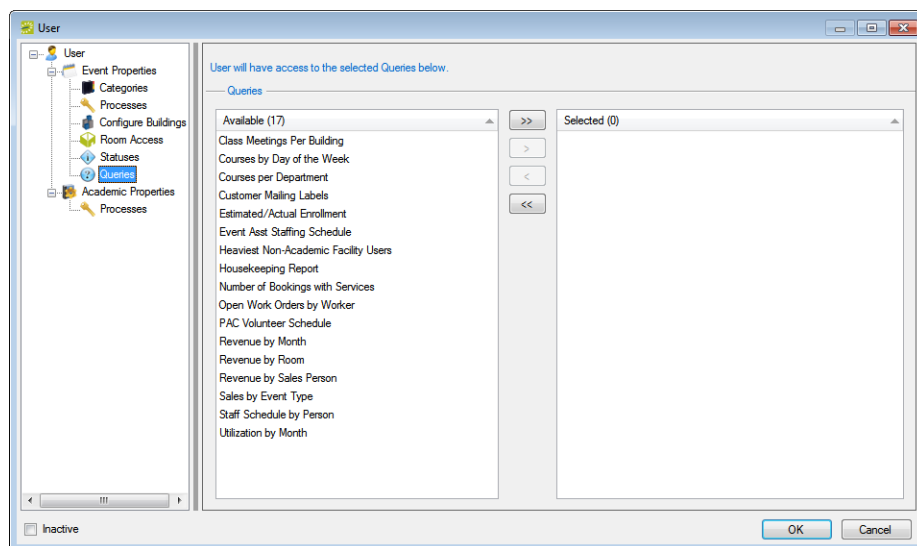 User
User
Event Properties
Categories
Processes
Configure Buildings
Room Access
Statuses
Queries
Academic Properties
Processes
User will have access to the selected Queries below.
Queries
Available (17)
Class Meetings Per Building
Courses by Day of the Week
Courses per Department
Customer Mailing Labels
Estimated/Actual Enrollment
Event Asst Staffing Schedule
Heaviest Non-Academic Facility Users
Housekeeping Report
Number of Bookings with Services
Open Work Orders by Worker
PAC Volunteer Schedule
Revenue by Month
Revenue by Room
Revenue by Sales Person
Sales by Event Type
Staff Schedule by Person
Utilization by Month
>>
>
<
<<
Selected (0)
Inactive
OK
Cancel